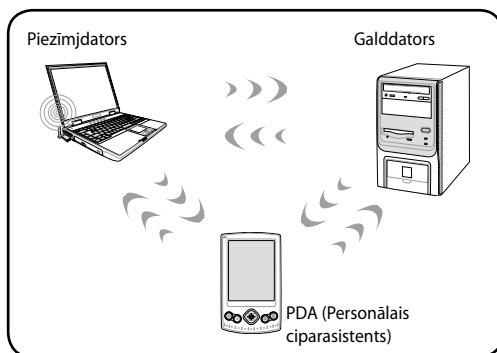 Piezīmjdators
Galddators
PDA (Personālais
ciparasistents)